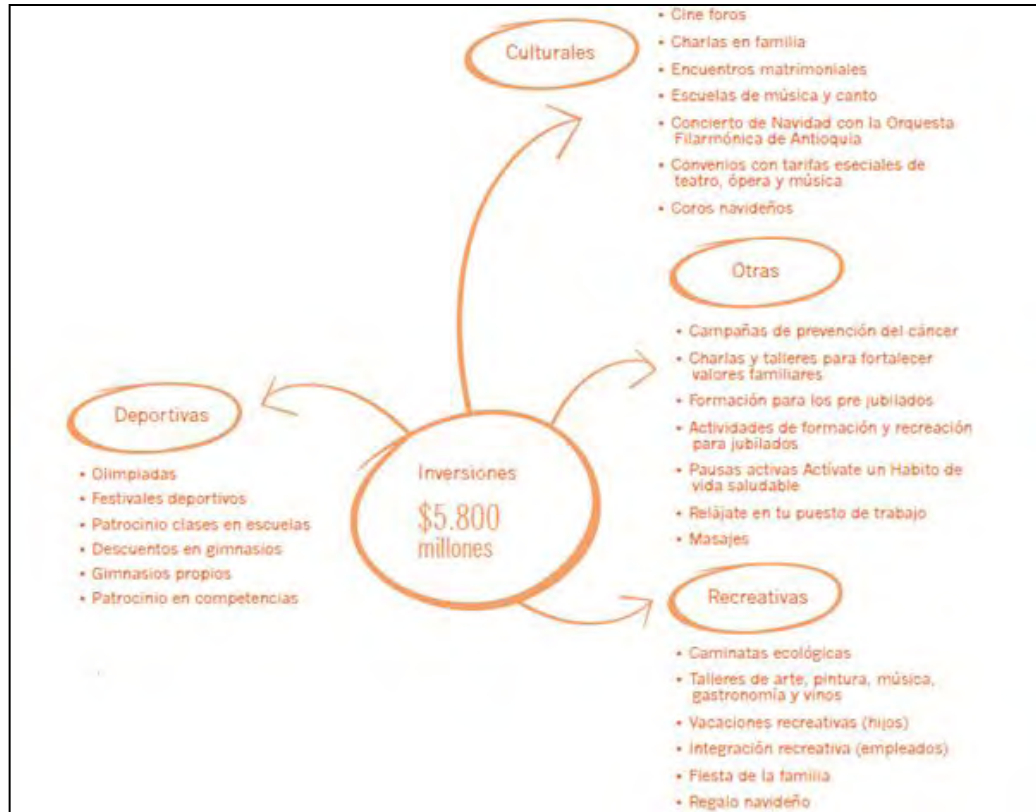 Culturales
• Cine foros
• Charlas en familia
• Encuentros matrimoniales
• Escuelas de música y canto
• Concierto de Navidad con la Orquesta
Filarmónica de Antioquia
• Convenios con tarifas eseciales de
teatro, ópera y música
• Coros navideños
Otras
• Campañas de prevención del cáncer
• Charlas y talleres para fortalecer
valores familiares
• Formación para los pre jubilados
• Actividades de formación y recreación
para jubilados
• Pausas activas Actívate un Habito de
vida saludable
• Relájate en tu puesto de trabajo
• Masajes
Deportivas
• Olimpiadas
• Festivales deportivos
• Patrocinio clases en escuelas
• Descuentos en gimnasios
• Gimnasios propios
• Patrocinio en competencias
Inversiones
$5.800
millones
Recreativas
• Caminatas ecológicas
• Talleres de arte, pintura, música,
gastronomía y vinos
• Vacaciones recreativas (hijos)
• Integración recreativa (empleados)
• Fiesta de la familia
• Regalo navideño